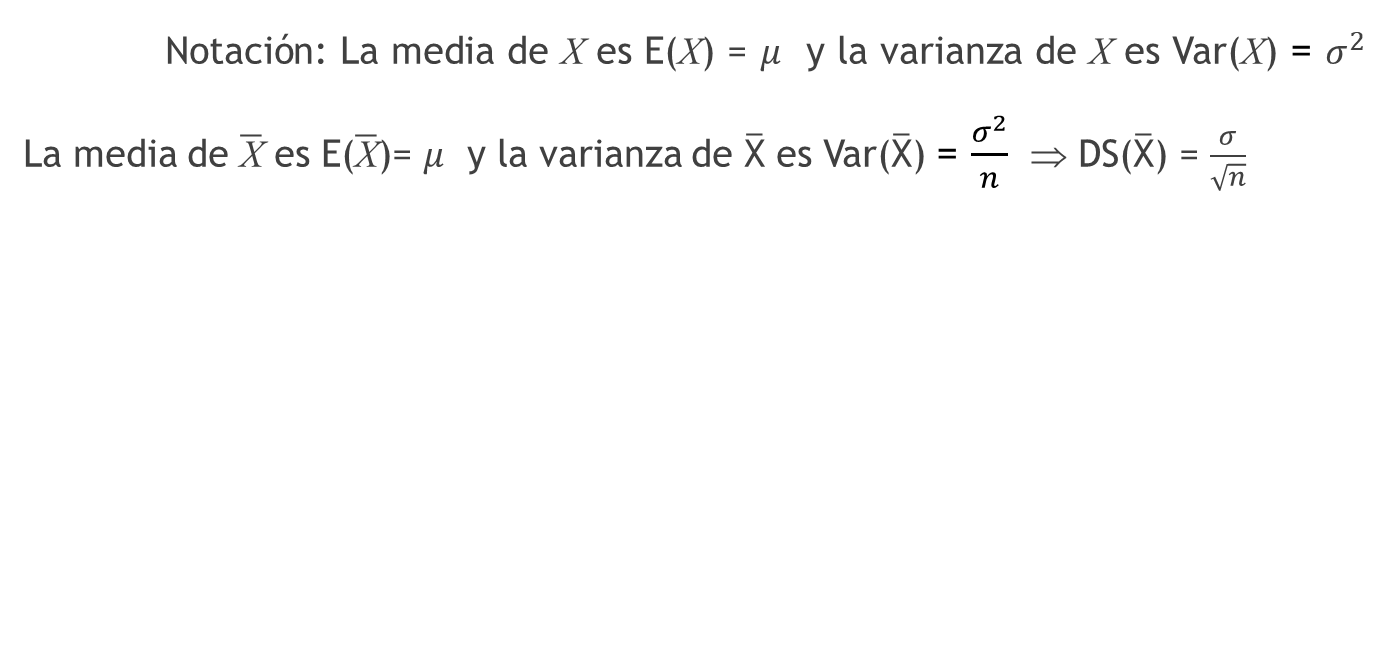 Notación: La media de X es E(X) = μ y la varianza de X es Var(X) = σ²
La media de X̅ es E(X̅)= μ y la varianza de X̅ es Var(X̅) = σ²/n ⟹ DS(X̅) = σ/√n